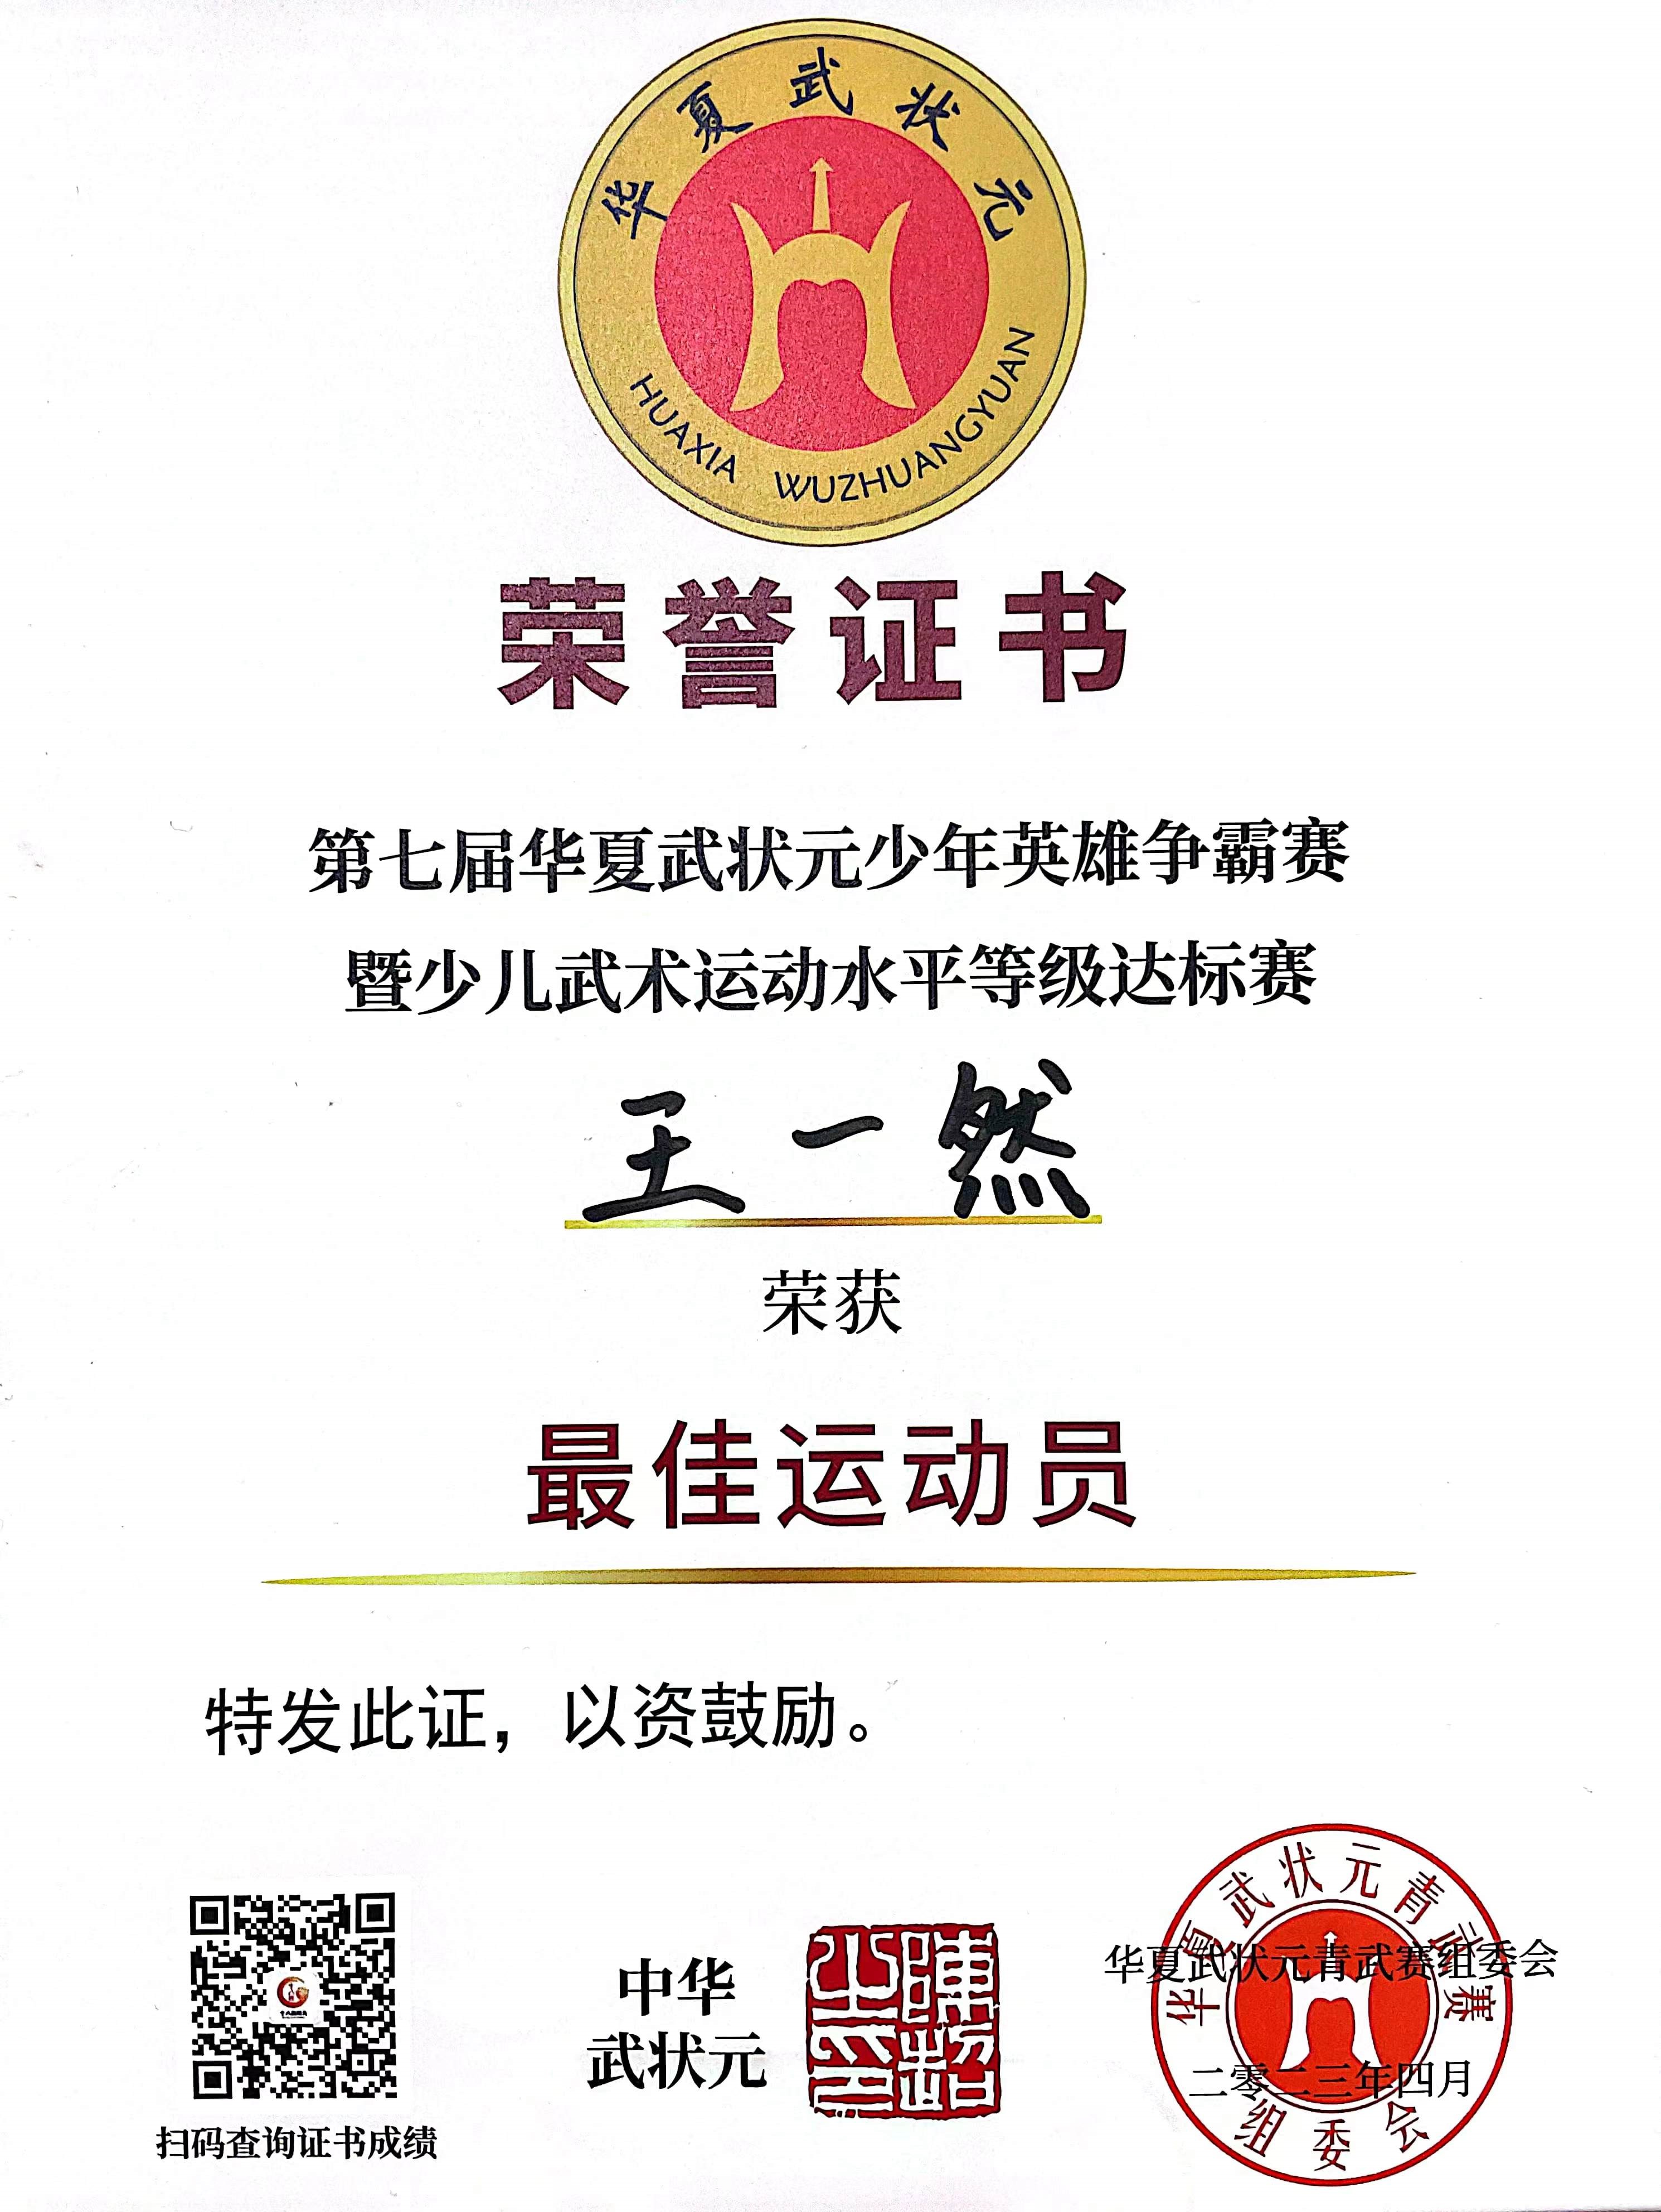 华夏武状元
HUAXIA WUZHUANGYUAN
荣誉证书
第七届华夏武状元少年英雄争霸赛
暨少儿武术运动水平等级达标赛
王一然
荣获
最佳运动员
特发此证，以资鼓励。
扫码查询证书成绩
中华
武状元
华夏武状元青武赛组委会
二零二三年四月
华夏武状元青武赛
组委会